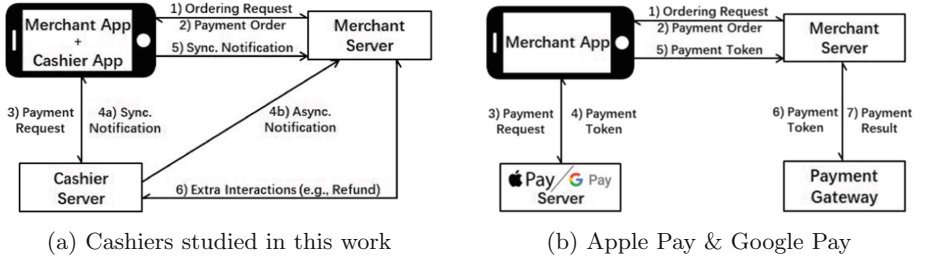 1) Ordering Request
2) Payment Order
5) Sync. Notification
Merchant App
+
Cashier App
Merchant
Server
3) Payment
Request
4a) Sync.
Notification
4b) Async.
Notification
Cashier
Server
6) Extra Interactions (e.g., Refund)
(a) Cashiers studied in this work
1) Ordering Request
2) Payment Order
5) Payment Token
Merchant App
Merchant
Server
3) Payment
Request
4) Payment
Token
6) Payment
Token
7) Payment
Result
Pay/G Pay
Server
Payment
Gateway
(b) Apple Pay & Google Pay